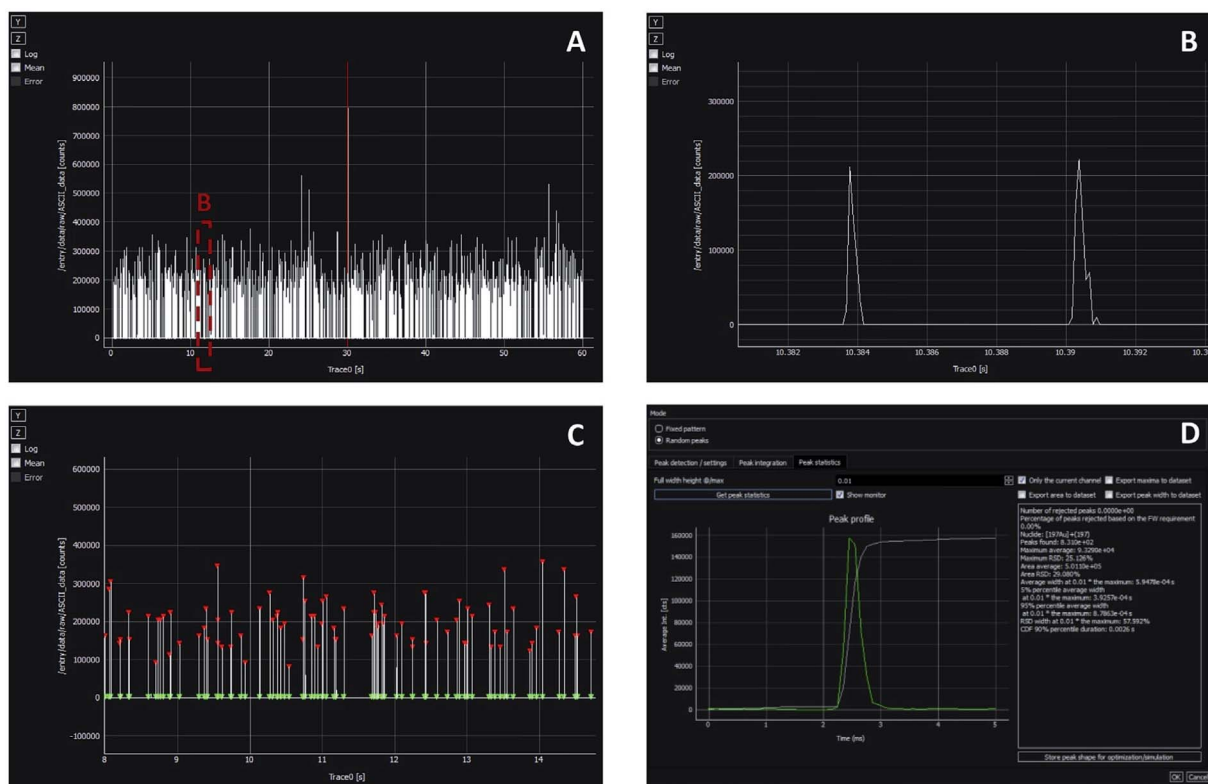 Y
Z
Log
Mean
Error
A
B
900000
800000
700000
600000
500000
400000
300000
200000
100000
0
/entry/data/raw/ASCII_data [counts]
0 10 20 30 40 50 60
Trace0 [s]
Y
Z
Log
Mean
Error
B
300000
200000
100000
0
/entry/data/raw/ASCII_data [counts]
10.382 10.384 10.386 10.388 10.39 10.392
Trace0 [s]
Y
Z
Log
Mean
Error
C
600000
500000
400000
300000
200000
100000
0
-100000
/entry/data/raw/ASCII_data [counts]
8 9 10 11 12 13 14
Trace0 [s]
Mode
Fixed pattern
Random peaks
D
Peak detection / settings Peak integration Peak statistics
Full width height @/max 0.01
Only the current channel Export maxima to dataset
Get peak statistics Show monitor
Export area to dataset Export peak width to dataset
Peak profile
160000
140000
120000
100000
80000
60000
40000
20000
0
Average Int. [cts]
0 1 2 3 4 5
Time (ms)
Number of rejected peaks 0.0000e+00
Percentage of peaks rejected based on the FW requirement
0.00%
Nuclide: [197Au]+{197}
Peaks found: 8.310e+02
Maximum average: 9.3290e+04
Maximum RSD: 25.126%
Area average: 5.0110e+05
Area RSD: 29.080%
Average width at 0.01 * the maximum: 5.9478e-04 s
5% percentile average width
at 0.01 * the maximum: 3.9257e-04 s
95% percentile average width
at 0.01 * the maximum: 8.7863e-04 s
RSD width at 0.01 * the maximum: 57.592%
CDF 90% percentile duration: 0.0026 s
Store peak shape for optimization/simulation
OK Cancel